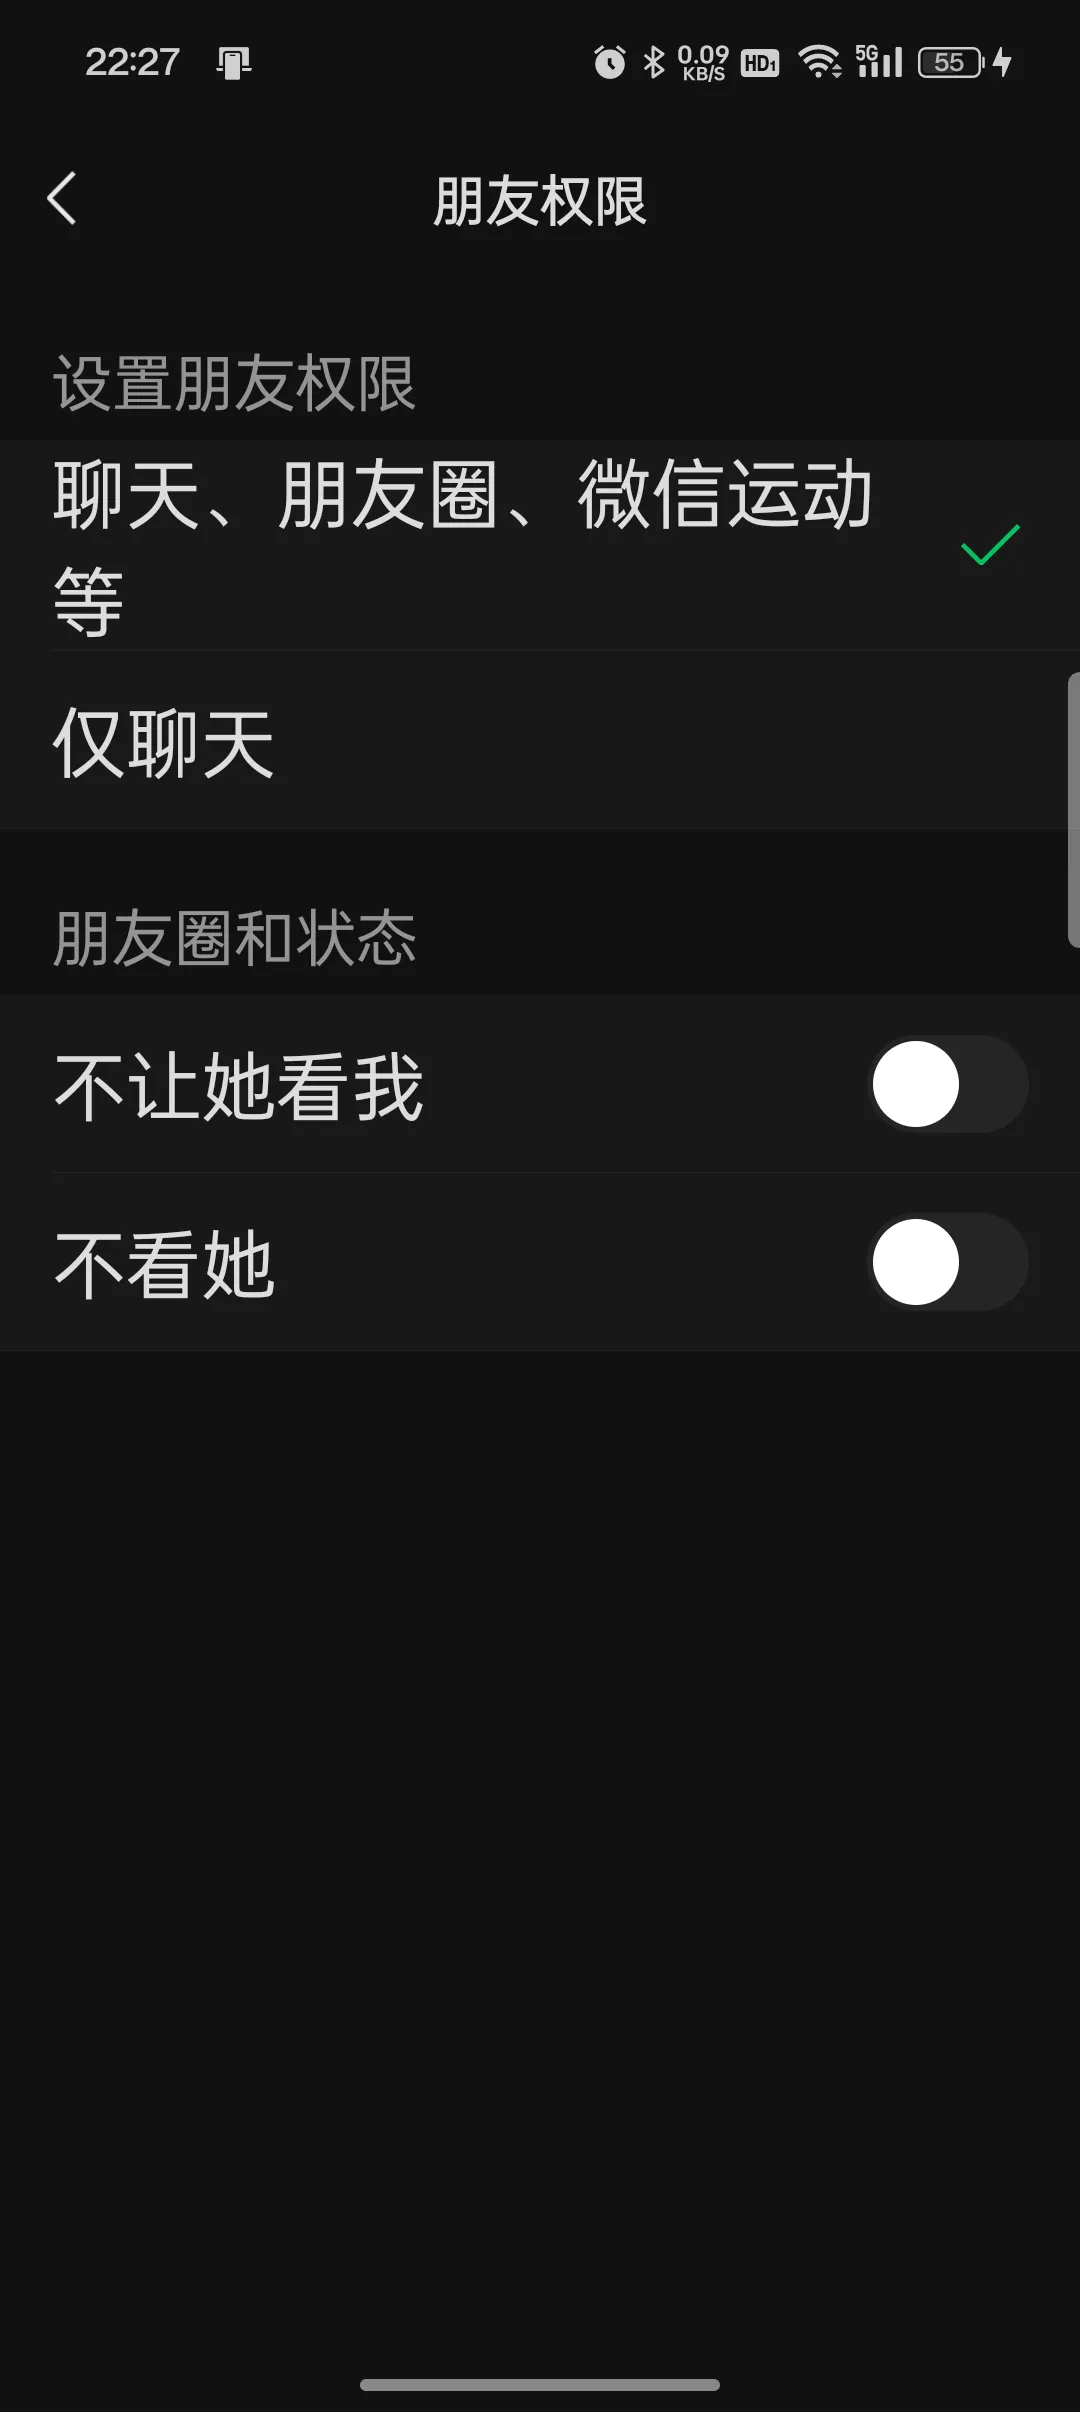 22:27
0.09
KB/S
HD1
5G
55
朋友权限
设置朋友权限
聊天、朋友圈、微信运动
等
仅聊天
朋友圈和状态
不让她看我
不看她